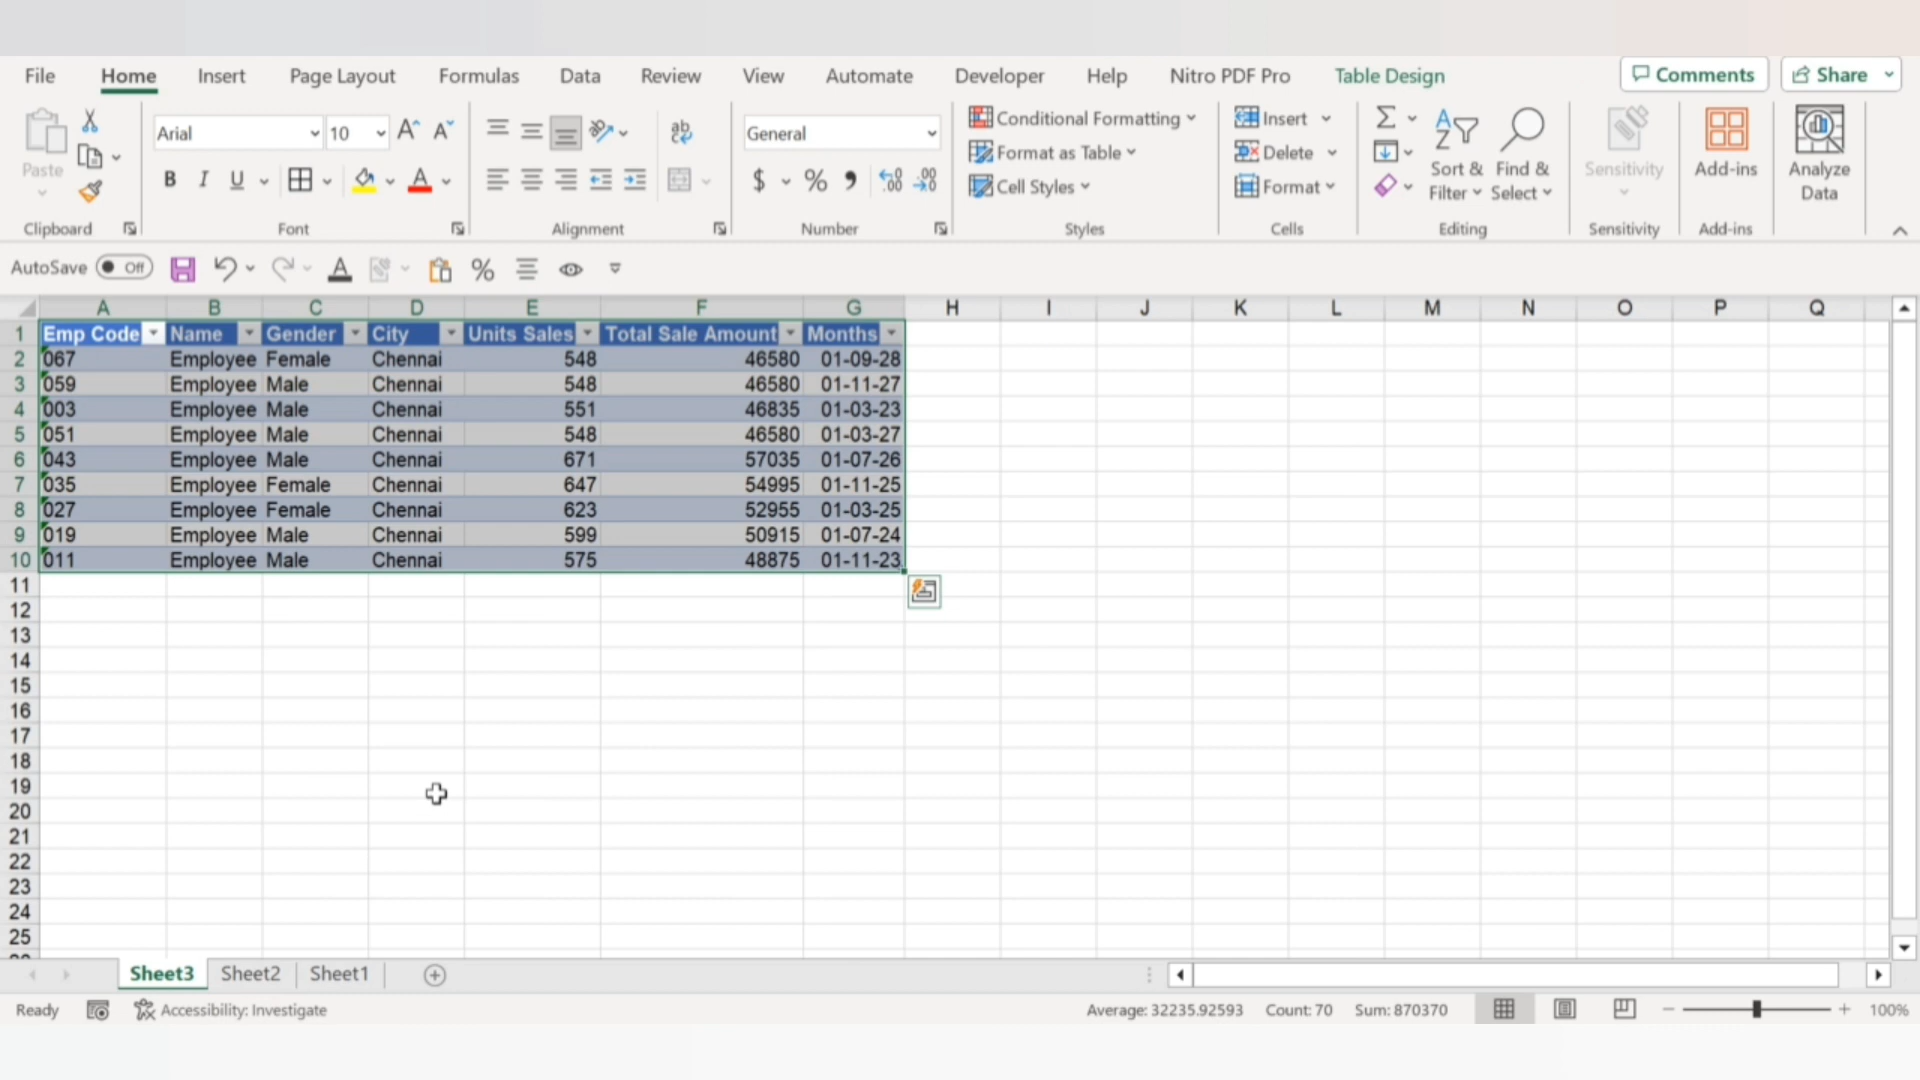 File Home Insert Page Layout Formulas Data Review View Automate Developer Help Nitro PDF Pro Table Design Comments Share
Arial 10 General Conditional Formatting Insert
Paste Format as Table Delete Sort & Filter Find & Select Sensitivity Add-ins Analyze Data
B I U $ % Cell Styles Format
Clipboard Font Alignment Number Styles Cells Editing Sensitivity Add-ins
AutoSave Off
A B C D E F G H I J K L M N O P Q
1 Emp Code Name Gender City Units Sales Total Sale Amount Months
2 067 Employee Female Chennai 548 46580 01-09-28
3 059 Employee Male Chennai 548 46580 01-11-27
4 003 Employee Male Chennai 551 46835 01-03-23
5 051 Employee Male Chennai 548 46580 01-03-27
6 043 Employee Male Chennai 671 57035 01-07-26
7 035 Employee Female Chennai 647 54995 01-11-25
8 027 Employee Female Chennai 623 52955 01-03-25
9 019 Employee Male Chennai 599 50915 01-07-24
10 011 Employee Male Chennai 575 48875 01-11-23
11
12
13
14
15
16
17
18
19
20
21
22
23
24
25
Sheet3 Sheet2 Sheet1
Ready Accessibility: Investigate Average: 32235.92593 Count: 70 Sum: 870370 100%